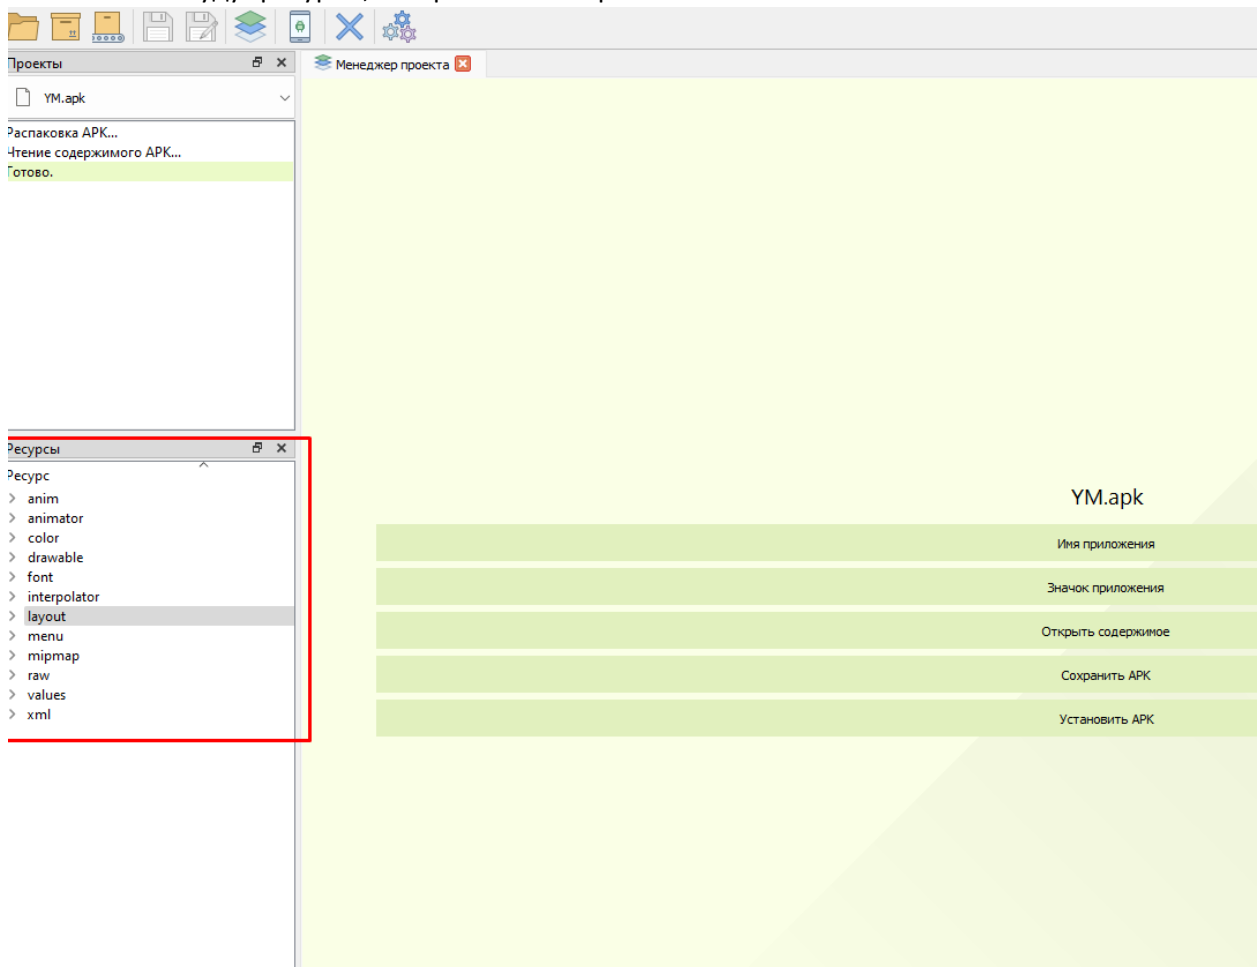 Проекты
Менеджер проекта
YM.apk
Распаковка APK...
Чтение содержимого APK...
Готово.
Ресурсы
Ресурс
anim
animator
color
drawable
font
interpolator
layout
menu
mipmap
raw
values
xml
YM.apk
Имя приложения
Значок приложения
Открыть содержимое
Сохранить APK
Установить APK